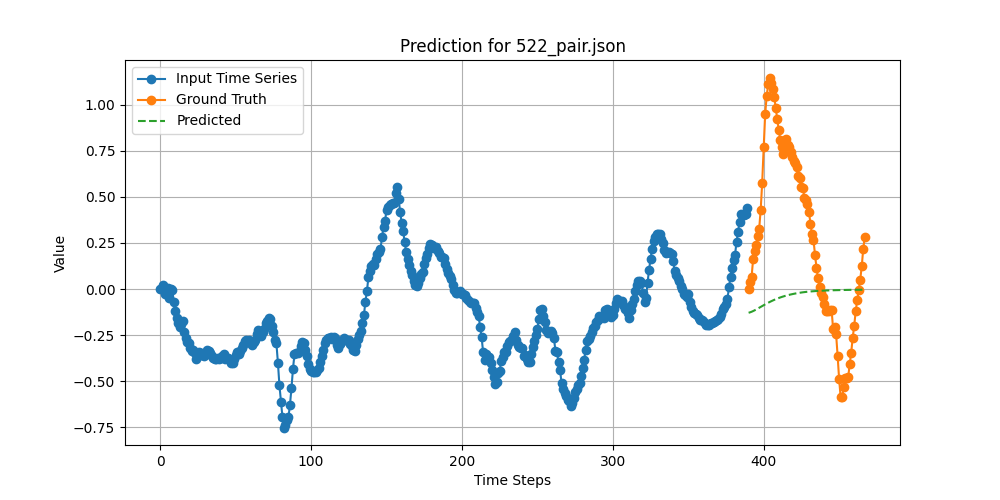 Prediction for 522_pair.json
Input Time Series
Ground Truth
Predicted
1.00
0.75
0.50
0.25
0.00
−0.25
−0.50
−0.75
Value
0 100 200 300 400
Time Steps